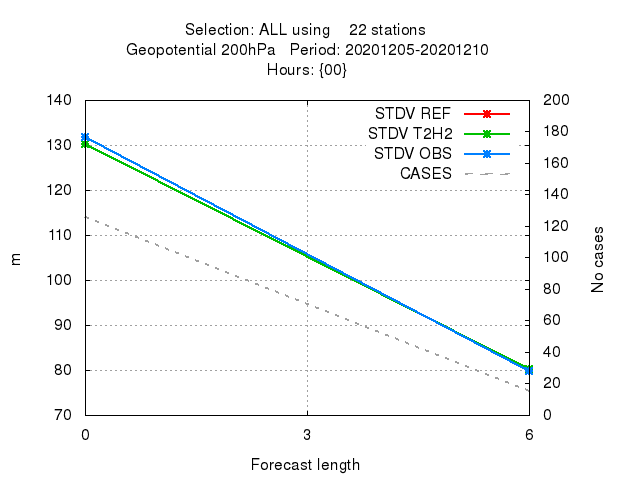 Selection: ALL using 22 stations
Geopotential 200hPa Period: 20201205-20201210
Hours: {00}
STDV REF
STDV T2H2
STDV OBS
CASES
140
130
120
110
100
90
80
70
m
200
180
160
140
120
100
80
60
40
20
0
No cases
0 3 6
Forecast length